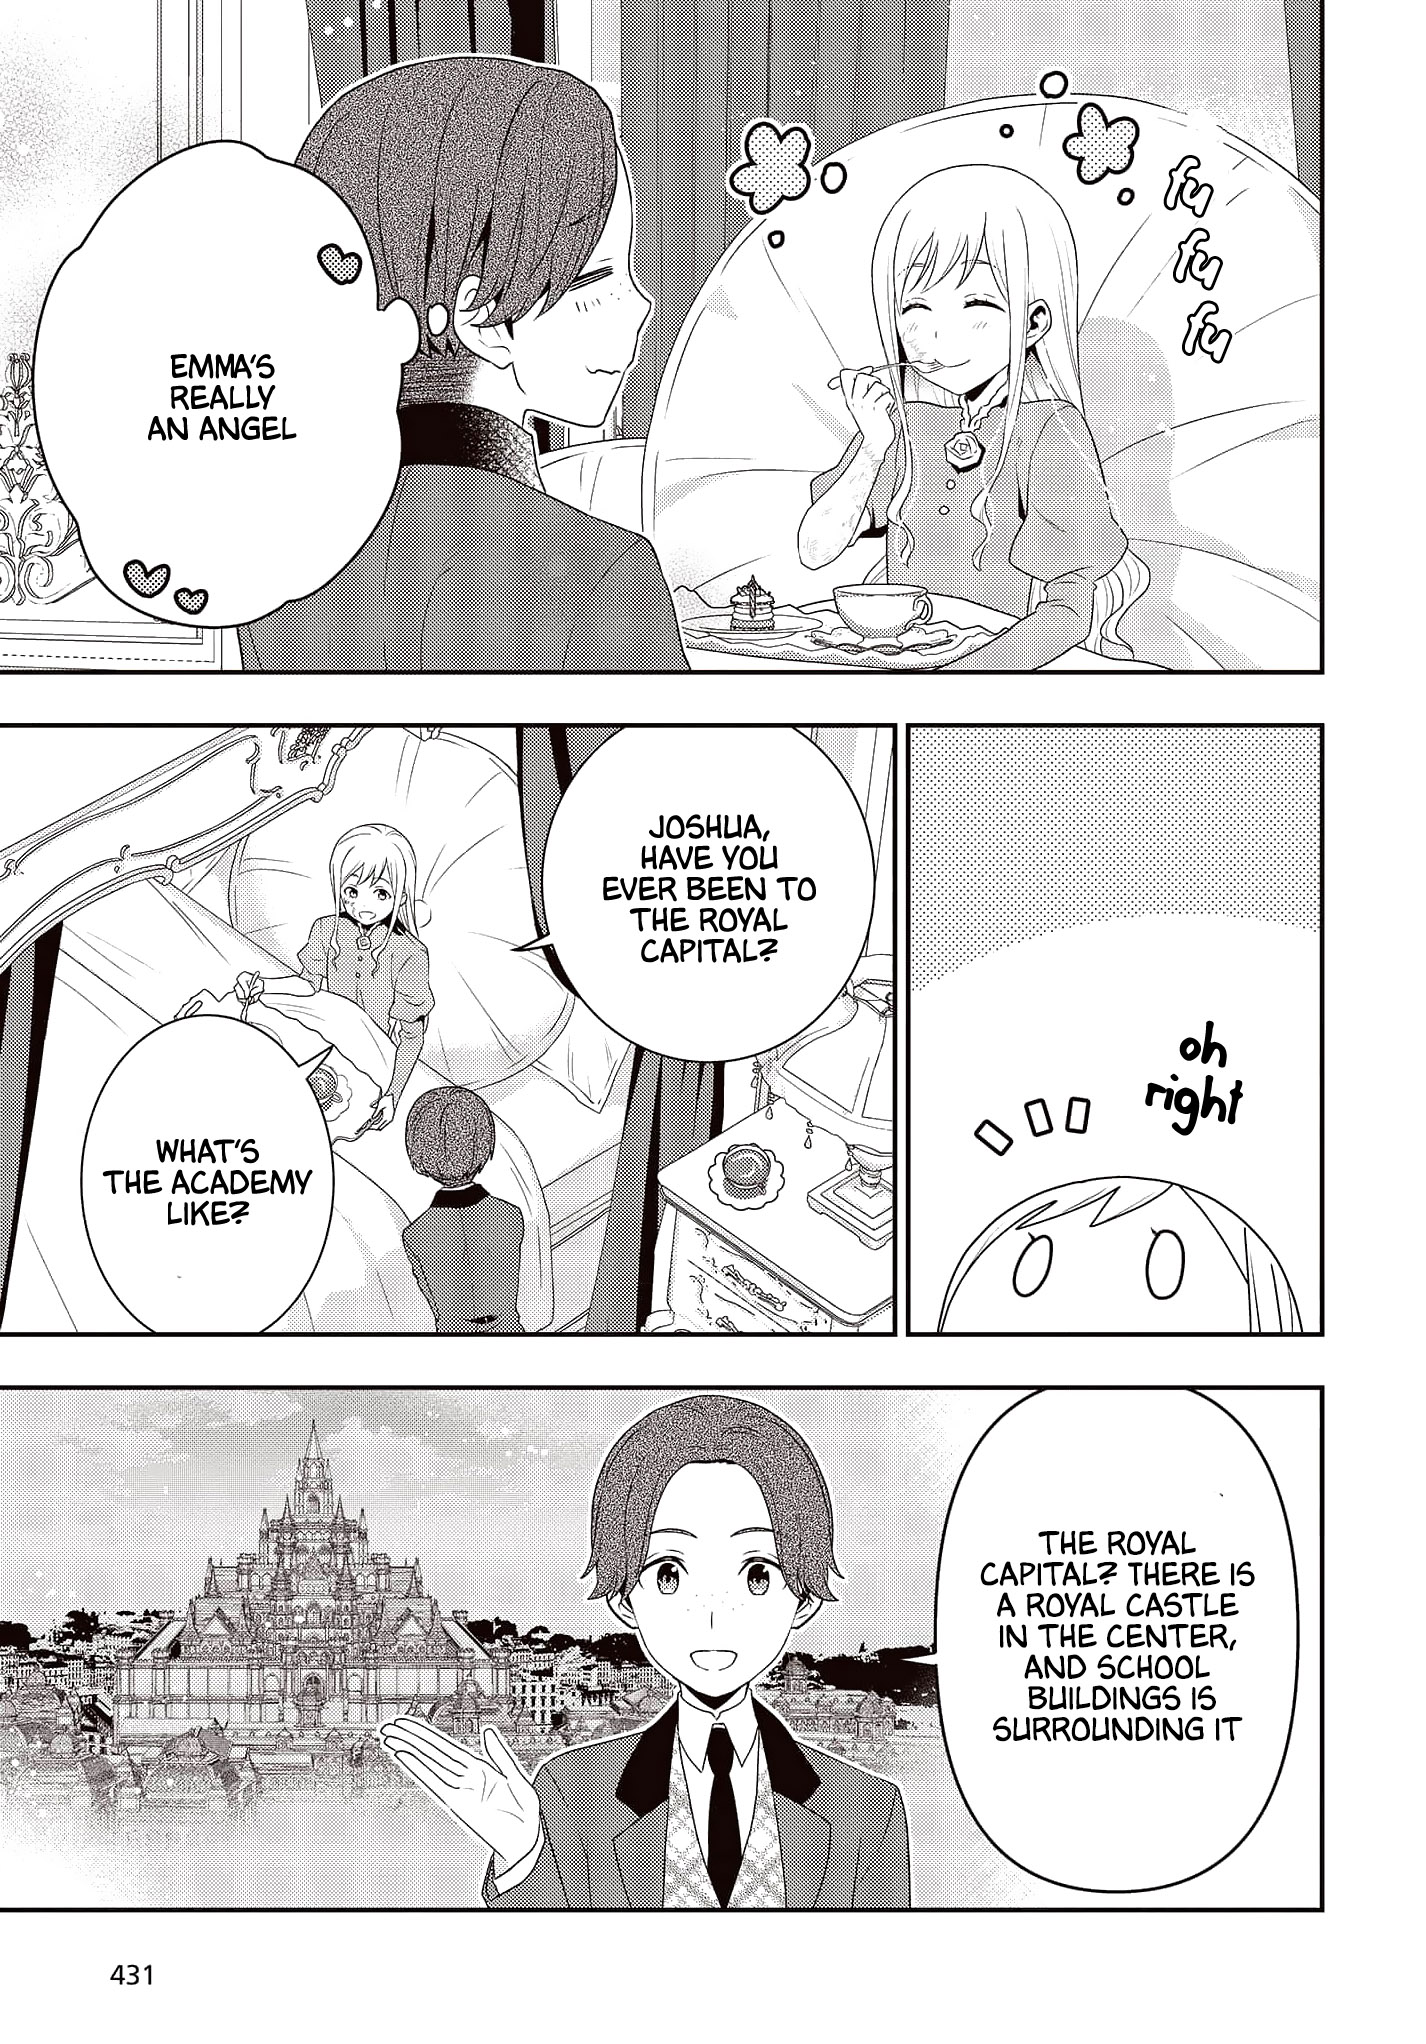 fu
fu
fu
EMMA'S
REALLY
AN ANGEL
oh
right
JOSHUA,
HAVE YOU
EVER BEEN TO
THE ROYAL
CAPITAL?
WHAT'S
THE ACADEMY
LIKE?
THE ROYAL
CAPITAL? THERE IS
A ROYAL CASTLE
IN THE CENTER,
AND SCHOOL
BUILDINGS IS
SURROUNDING IT
431